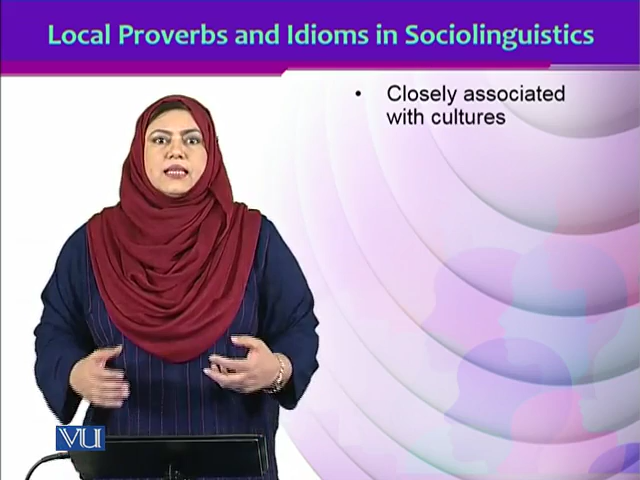 Local Proverbs and Idioms in Sociolinguistics
• Closely associated
with cultures
VU